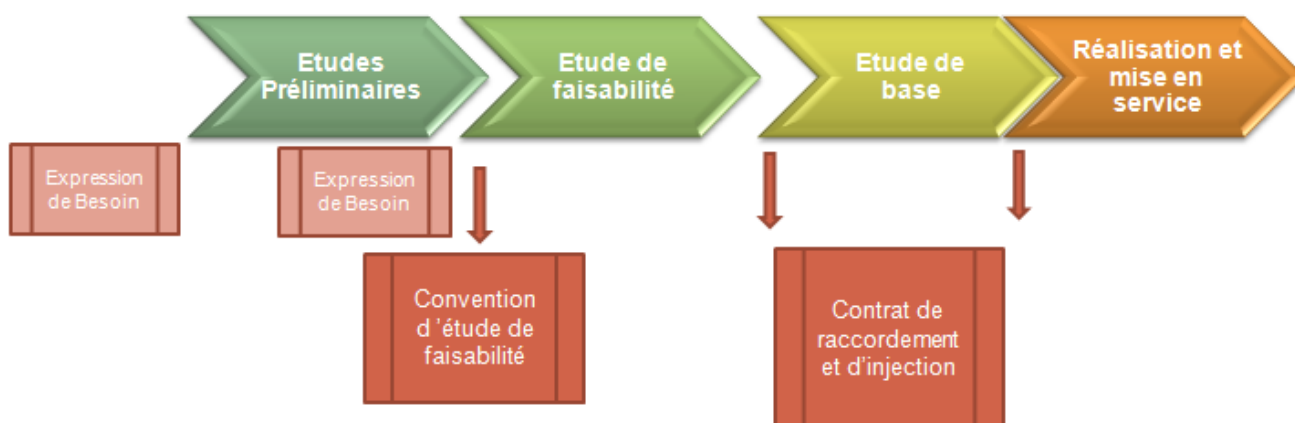 Etudes
Préliminaires
Etude de
faisabilité
Etude de
base
Réalisation et
mise en
service
Expression
de Besoin
Expression
de Besoin
Convention
d 'étude de
faisabilité
Contrat de
raccordement
et d'injection